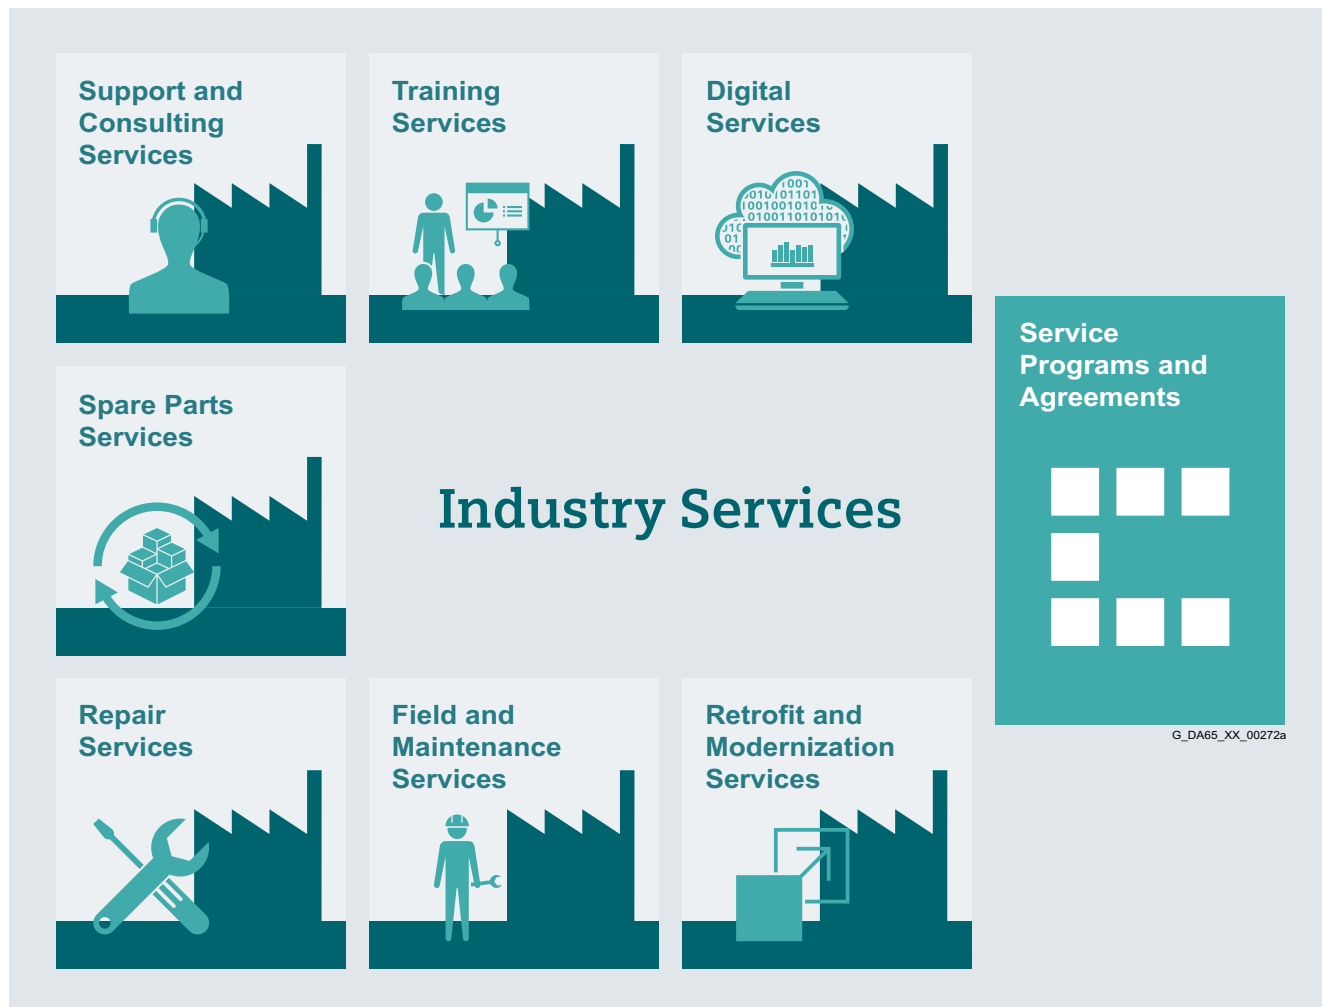 Support and
Consulting
Services
Training
Services
Digital
Services
Service
Programs and
Agreements
Spare Parts
Services
Industry Services
Repair
Services
Field and
Maintenance
Services
Retrofit and
Modernization
Services
G_DA65_XX_00272a